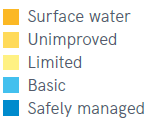 Surface water
Unimproved
Limited
Basic
Safely managed